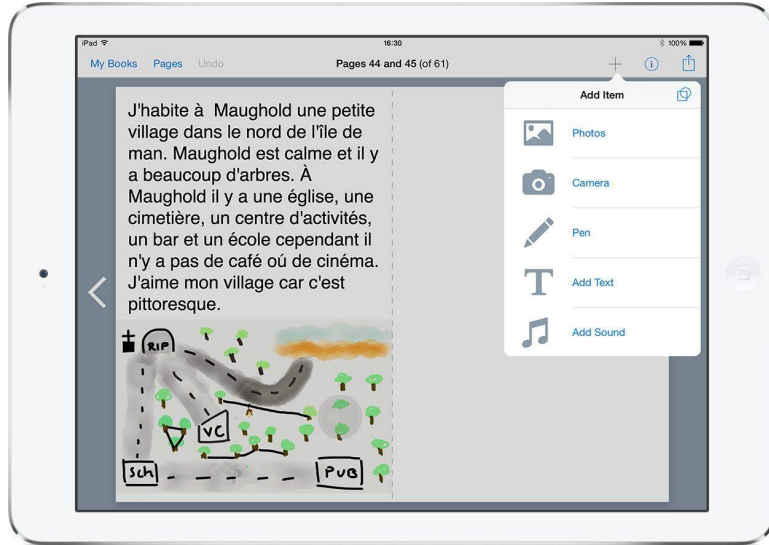 iPad
16:30
100%
My Books
Pages
Undo
Pages 44 and 45 (of 61)
Add Item
Photos
Camera
Pen
T Add Text
Add Sound
J'habite à Maughold une petite
village dans le nord de l'île de
man. Maughold est calme et il y
a beaucoup d'arbres. À
Maughold il y a une église, une
cimetière, un centre d'activités,
un bar et un école cependant il
n'y a pas de café oú de cinéma.
J'aime mon village car c'est
pittoresque.
RIP
VC
Sch
PUB